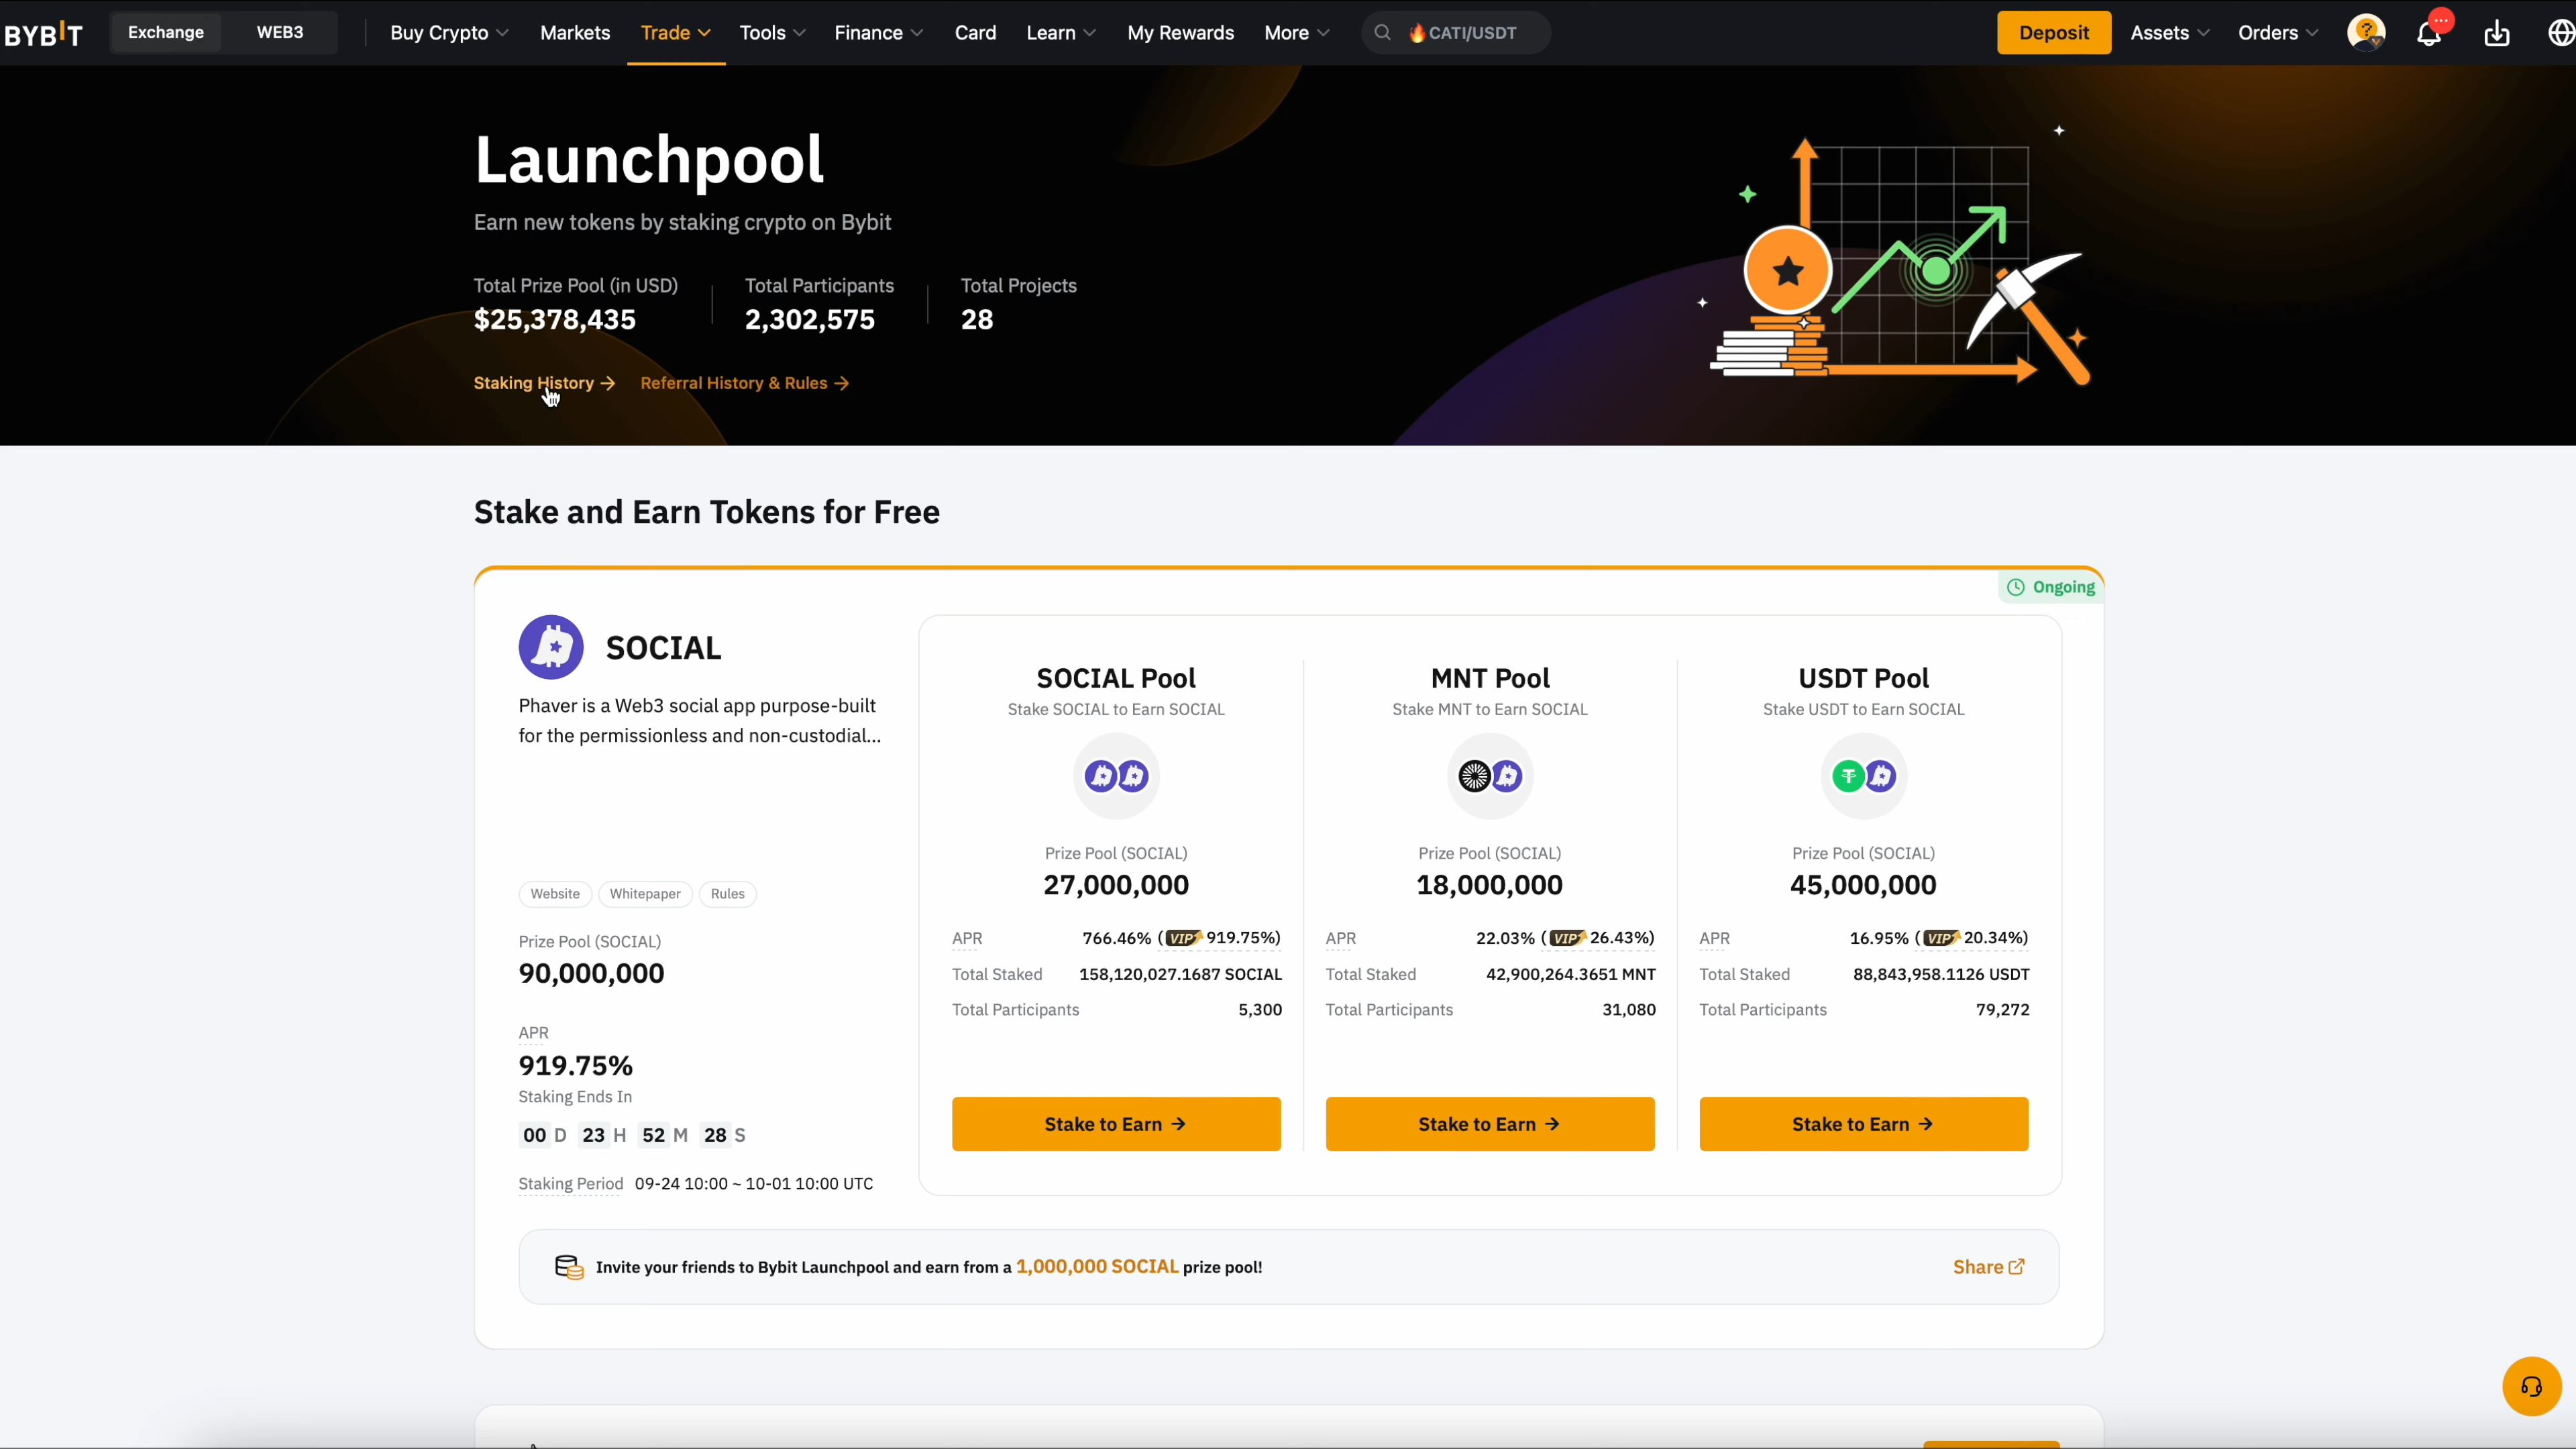 BYBIT Exchange WEB3 Buy Crypto Markets Trade Tools Finance Card Learn My Rewards More CATI/USDT Deposit Assets Orders
Launchpool
Earn new tokens by staking crypto on Bybit
Total Prize Pool (in USD) Total Participants Total Projects
$25,378,435 2,302,575 28
Staking History → Referral History & Rules →
Stake and Earn Tokens for Free
Ongoing
SOCIAL
Phaver is a Web3 social app purpose-built
for the permissionless and non-custodial...
Website Whitepaper Rules
Prize Pool (SOCIAL)
90,000,000
APR
919.75%
Staking Ends In
00 D 23 H 52 M 28 S
Staking Period 09-24 10:00 ~ 10-01 10:00 UTC
SOCIAL Pool
Stake SOCIAL to Earn SOCIAL
Prize Pool (SOCIAL)
27,000,000
APR 766.46% (VIP 919.75%)
Total Staked 158,120,027.1687 SOCIAL
Total Participants 5,300
Stake to Earn →
MNT Pool
Stake MNT to Earn SOCIAL
Prize Pool (SOCIAL)
18,000,000
APR 22.03% (VIP 26.43%)
Total Staked 42,900,264.3651 MNT
Total Participants 31,080
Stake to Earn →
USDT Pool
Stake USDT to Earn SOCIAL
Prize Pool (SOCIAL)
45,000,000
APR 16.95% (VIP 20.34%)
Total Staked 88,843,958.1126 USDT
Total Participants 79,272
Stake to Earn →
Invite your friends to Bybit Launchpool and earn from a 1,000,000 SOCIAL prize pool! Share